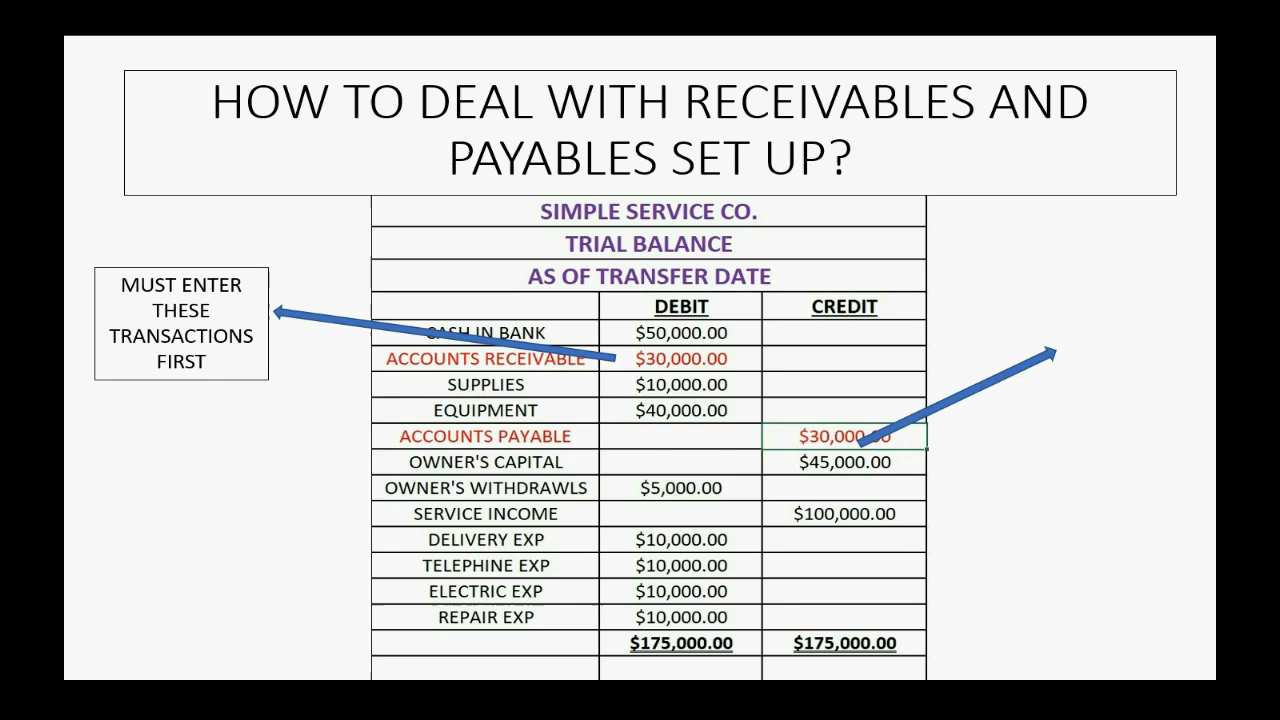 HOW TO DEAL WITH RECEIVABLES AND
PAYABLES SET UP?
SIMPLE SERVICE CO.
TRIAL BALANCE
AS OF TRANSFER DATE
MUST ENTER
THESE
TRANSACTIONS
FIRST
DEBIT CREDIT
CASH IN BANK $50,000.00
ACCOUNTS RECEIVABLE $30,000.00
SUPPLIES $10,000.00
EQUIPMENT $40,000.00
ACCOUNTS PAYABLE $30,000.00
OWNER'S CAPITAL $45,000.00
OWNER'S WITHDRAWLS $5,000.00
SERVICE INCOME $100,000.00
DELIVERY EXP $10,000.00
TELEPHINE EXP $10,000.00
ELECTRIC EXP $10,000.00
REPAIR EXP $10,000.00
$175,000.00 $175,000.00